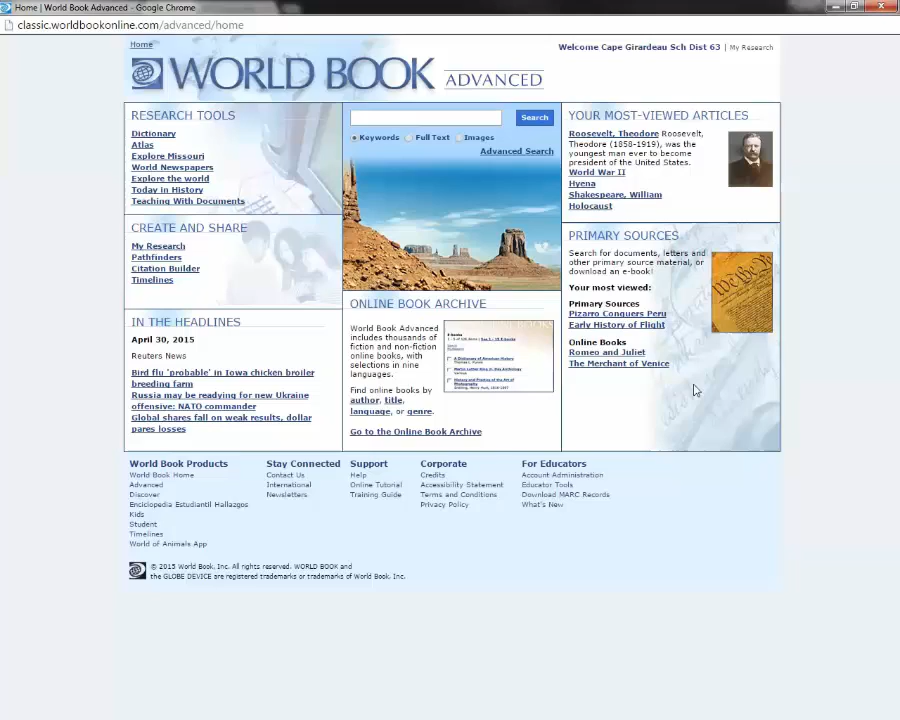 Home | World Book Advanced - Google Chrome
classic.worldbookonline.com/advanced/home
Home
Welcome Cape Girardeau Sch Dist 63 | My Research
WORLD BOOK ADVANCED
RESEARCH TOOLS
Dictionary
Atlas
Explore Missouri
World Newspapers
Explore the world
Today in History
Teaching With Documents
CREATE AND SHARE
My Research
Pathfinders
Citation Builder
Timelines
IN THE HEADLINES
April 30, 2015
Reuters News
Bird flu 'probable' in Iowa chicken broiler
breeding farm
Russia may be readying for new Ukraine
offensive: NATO commander
Global shares fall on weak results, dollar
pares losses
Search
Keywords Full Text Images
Advanced Search
ONLINE BOOK ARCHIVE
World Book Advanced
includes thousands of
fiction and non-fiction
online books, with
selections in nine
languages.
Find online books by
author, title,
language, or genre.
Go to the Online Book Archive
YOUR MOST-VIEWED ARTICLES
Roosevelt, Theodore Roosevelt,
Theodore (1858-1919), was the
youngest man ever to become
president of the United States.
World War II
Hyena
Shakespeare, William
Holocaust
PRIMARY SOURCES
Search for documents, letters and
other primary source material, or
download an e-book!
Your most viewed:
Primary Sources
Pizarro Conquers Peru
Early History of Flight
Online Books
Romeo and Juliet
The Merchant of Venice
We the P
World Book Products
World Book Home
Advanced
Discover
Enciclopedia Estudiantil Hallazgos
Kids
Student
Timelines
World of Animals App
Stay Connected
Contact Us
International
Newsletters
Support
Help
Online Tutorial
Training Guide
Corporate
Credits
Accessibility Statement
Terms and Conditions
Privacy Policy
For Educators
Account Administration
Educator Tools
Download MARC Records
What's New
© 2015 World Book, Inc. All rights reserved. WORLD BOOK and
the GLOBE DEVICE are registered trademarks or trademarks of World Book, Inc.